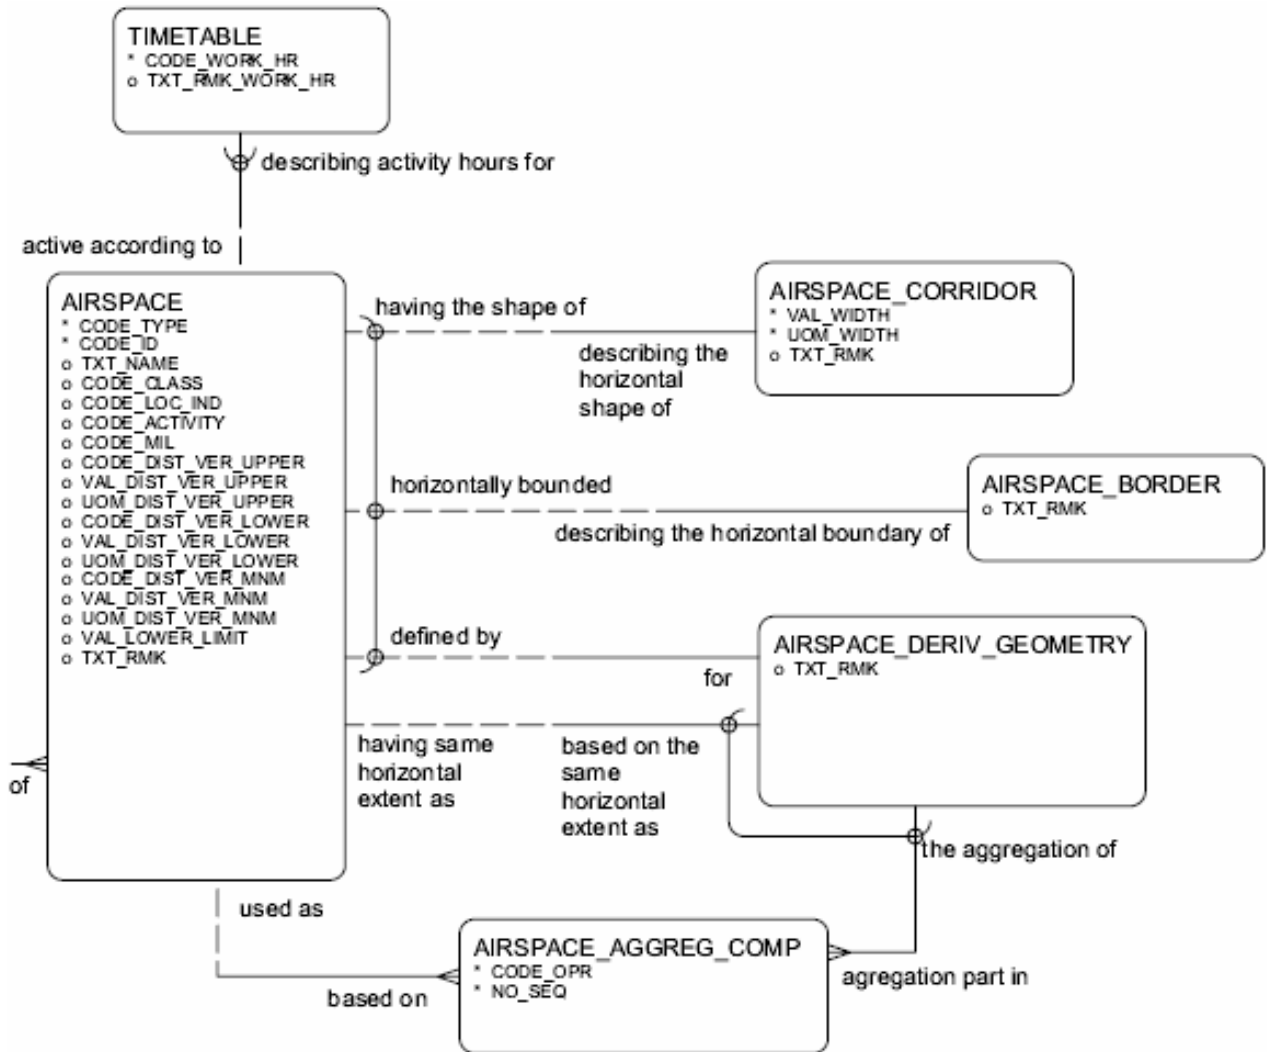 TIMETABLE
* CODE_WORK_HR
o TXT_RMK_WORK_HR
describing activity hours for
active according to
AIRSPACE
* CODE_TYPE
* CODE_ID
o TXT_NAME
o CODE_CLASS
o CODE_LOC_IND
o CODE_ACTIVITY
o CODE_MIL
o CODE_DIST_VER_UPPER
o VAL_DIST_VER_UPPER
o UOM_DIST_VER_UPPER
o CODE_DIST_VER_LOWER
o VAL_DIST_VER_LOWER
o UOM_DIST_VER_LOWER
o CODE_DIST_VER_MNM
o VAL_DIST_VER_MNM
o UOM_DIST_VER_MNM
o VAL_LOWER_LIMIT
o TXT_RMK
of
having the shape of
describing the
horizontal
shape of
AIRSPACE_CORRIDOR
* VAL_WIDTH
* UOM_WIDTH
o TXT_RMK
horizontally bounded
describing the horizontal boundary of
AIRSPACE_BORDER
o TXT_RMK
defined by
for
AIRSPACE_DERIV_GEOMETRY
o TXT_RMK
having same
horizontal
extent as
based on the
same
horizontal
extent as
the aggregation of
used as
based on
AIRSPACE_AGGREG_COMP
* CODE_OPR
* NO_SEQ
agregation part in